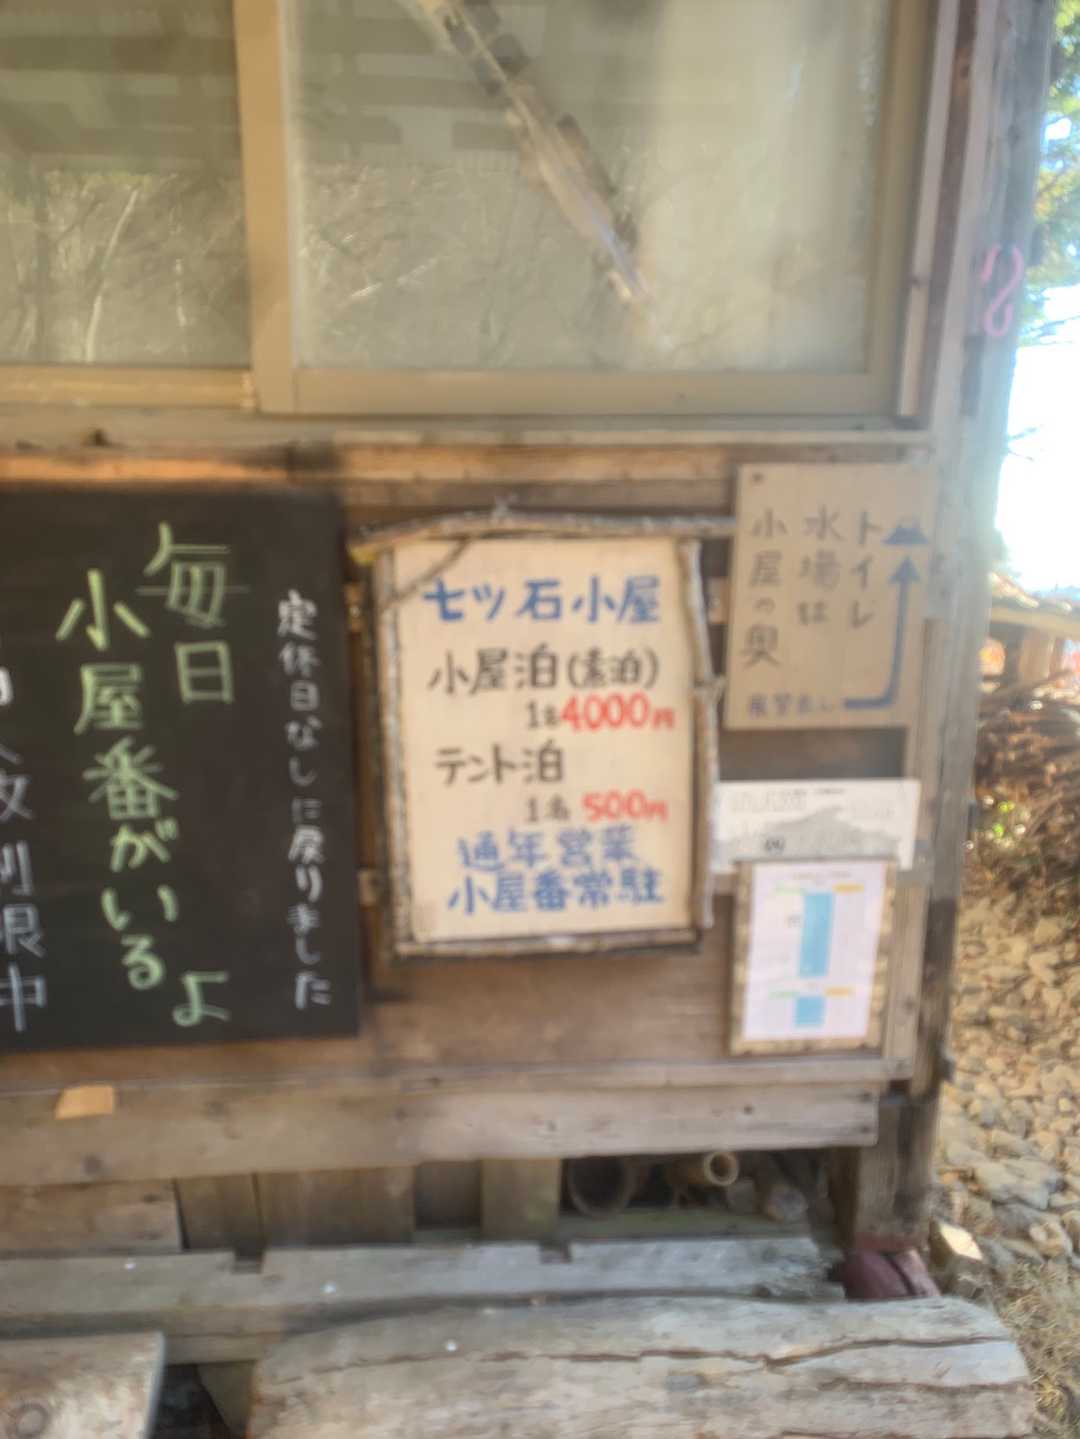 定休日なしに戻りました
毎日
小屋番がいる
よ
限中
七ツ石小屋
小屋泊(素泊)
1名4000円
テント泊
1名 500円
通年営業
小屋番常駐
トイレ
水場は
小屋の奥